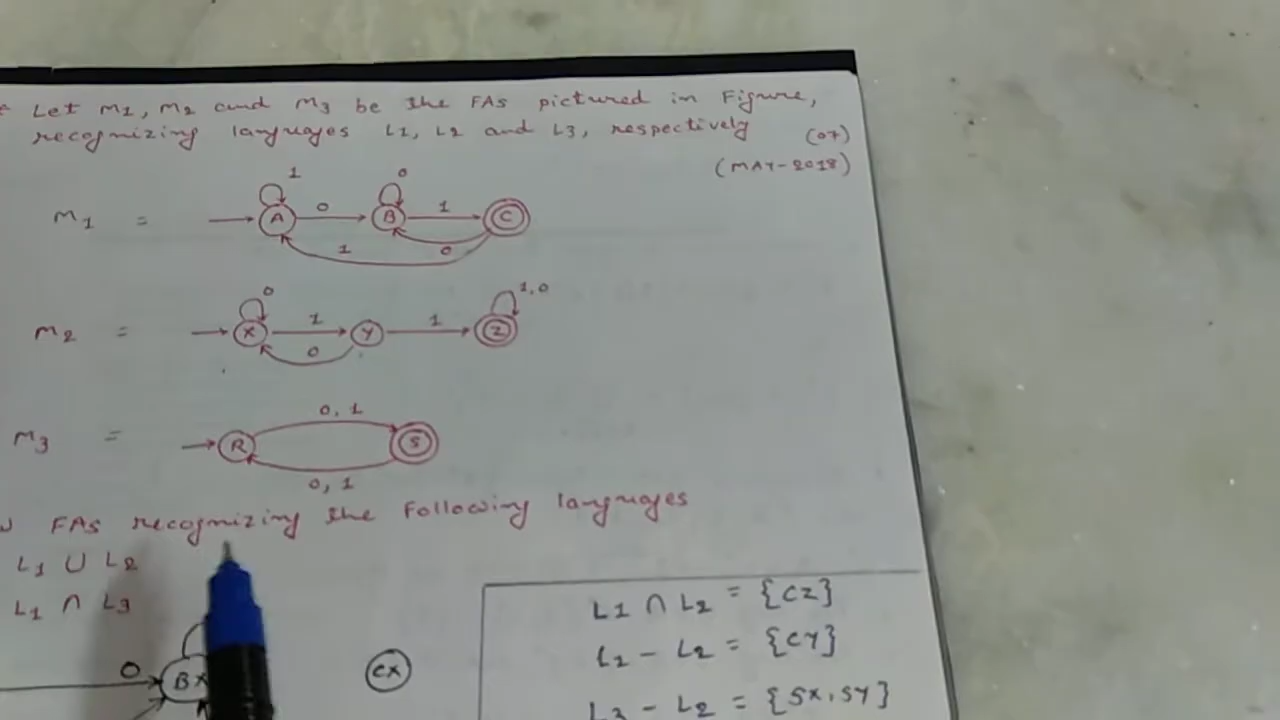 Let M1, M2 and M3 be the FAs pictured in Figure,
recognizing languages L1, L2 and L3, respectively (07)
(MAY-2018)
M1 =
1
0
A 0 B 1 C
1 0
M2 =
0
1,0
X 1 Y 1 Z
0
M3 =
0, 1
R S
0, 1
FAs recognizing the following languages
L1 ∪ L2
L1 ∩ L3
0 BX
CX
L1 ∩ L2 = {CZ}
L1 - L2 = {CY}
L3 - L2 = {SX, SY}